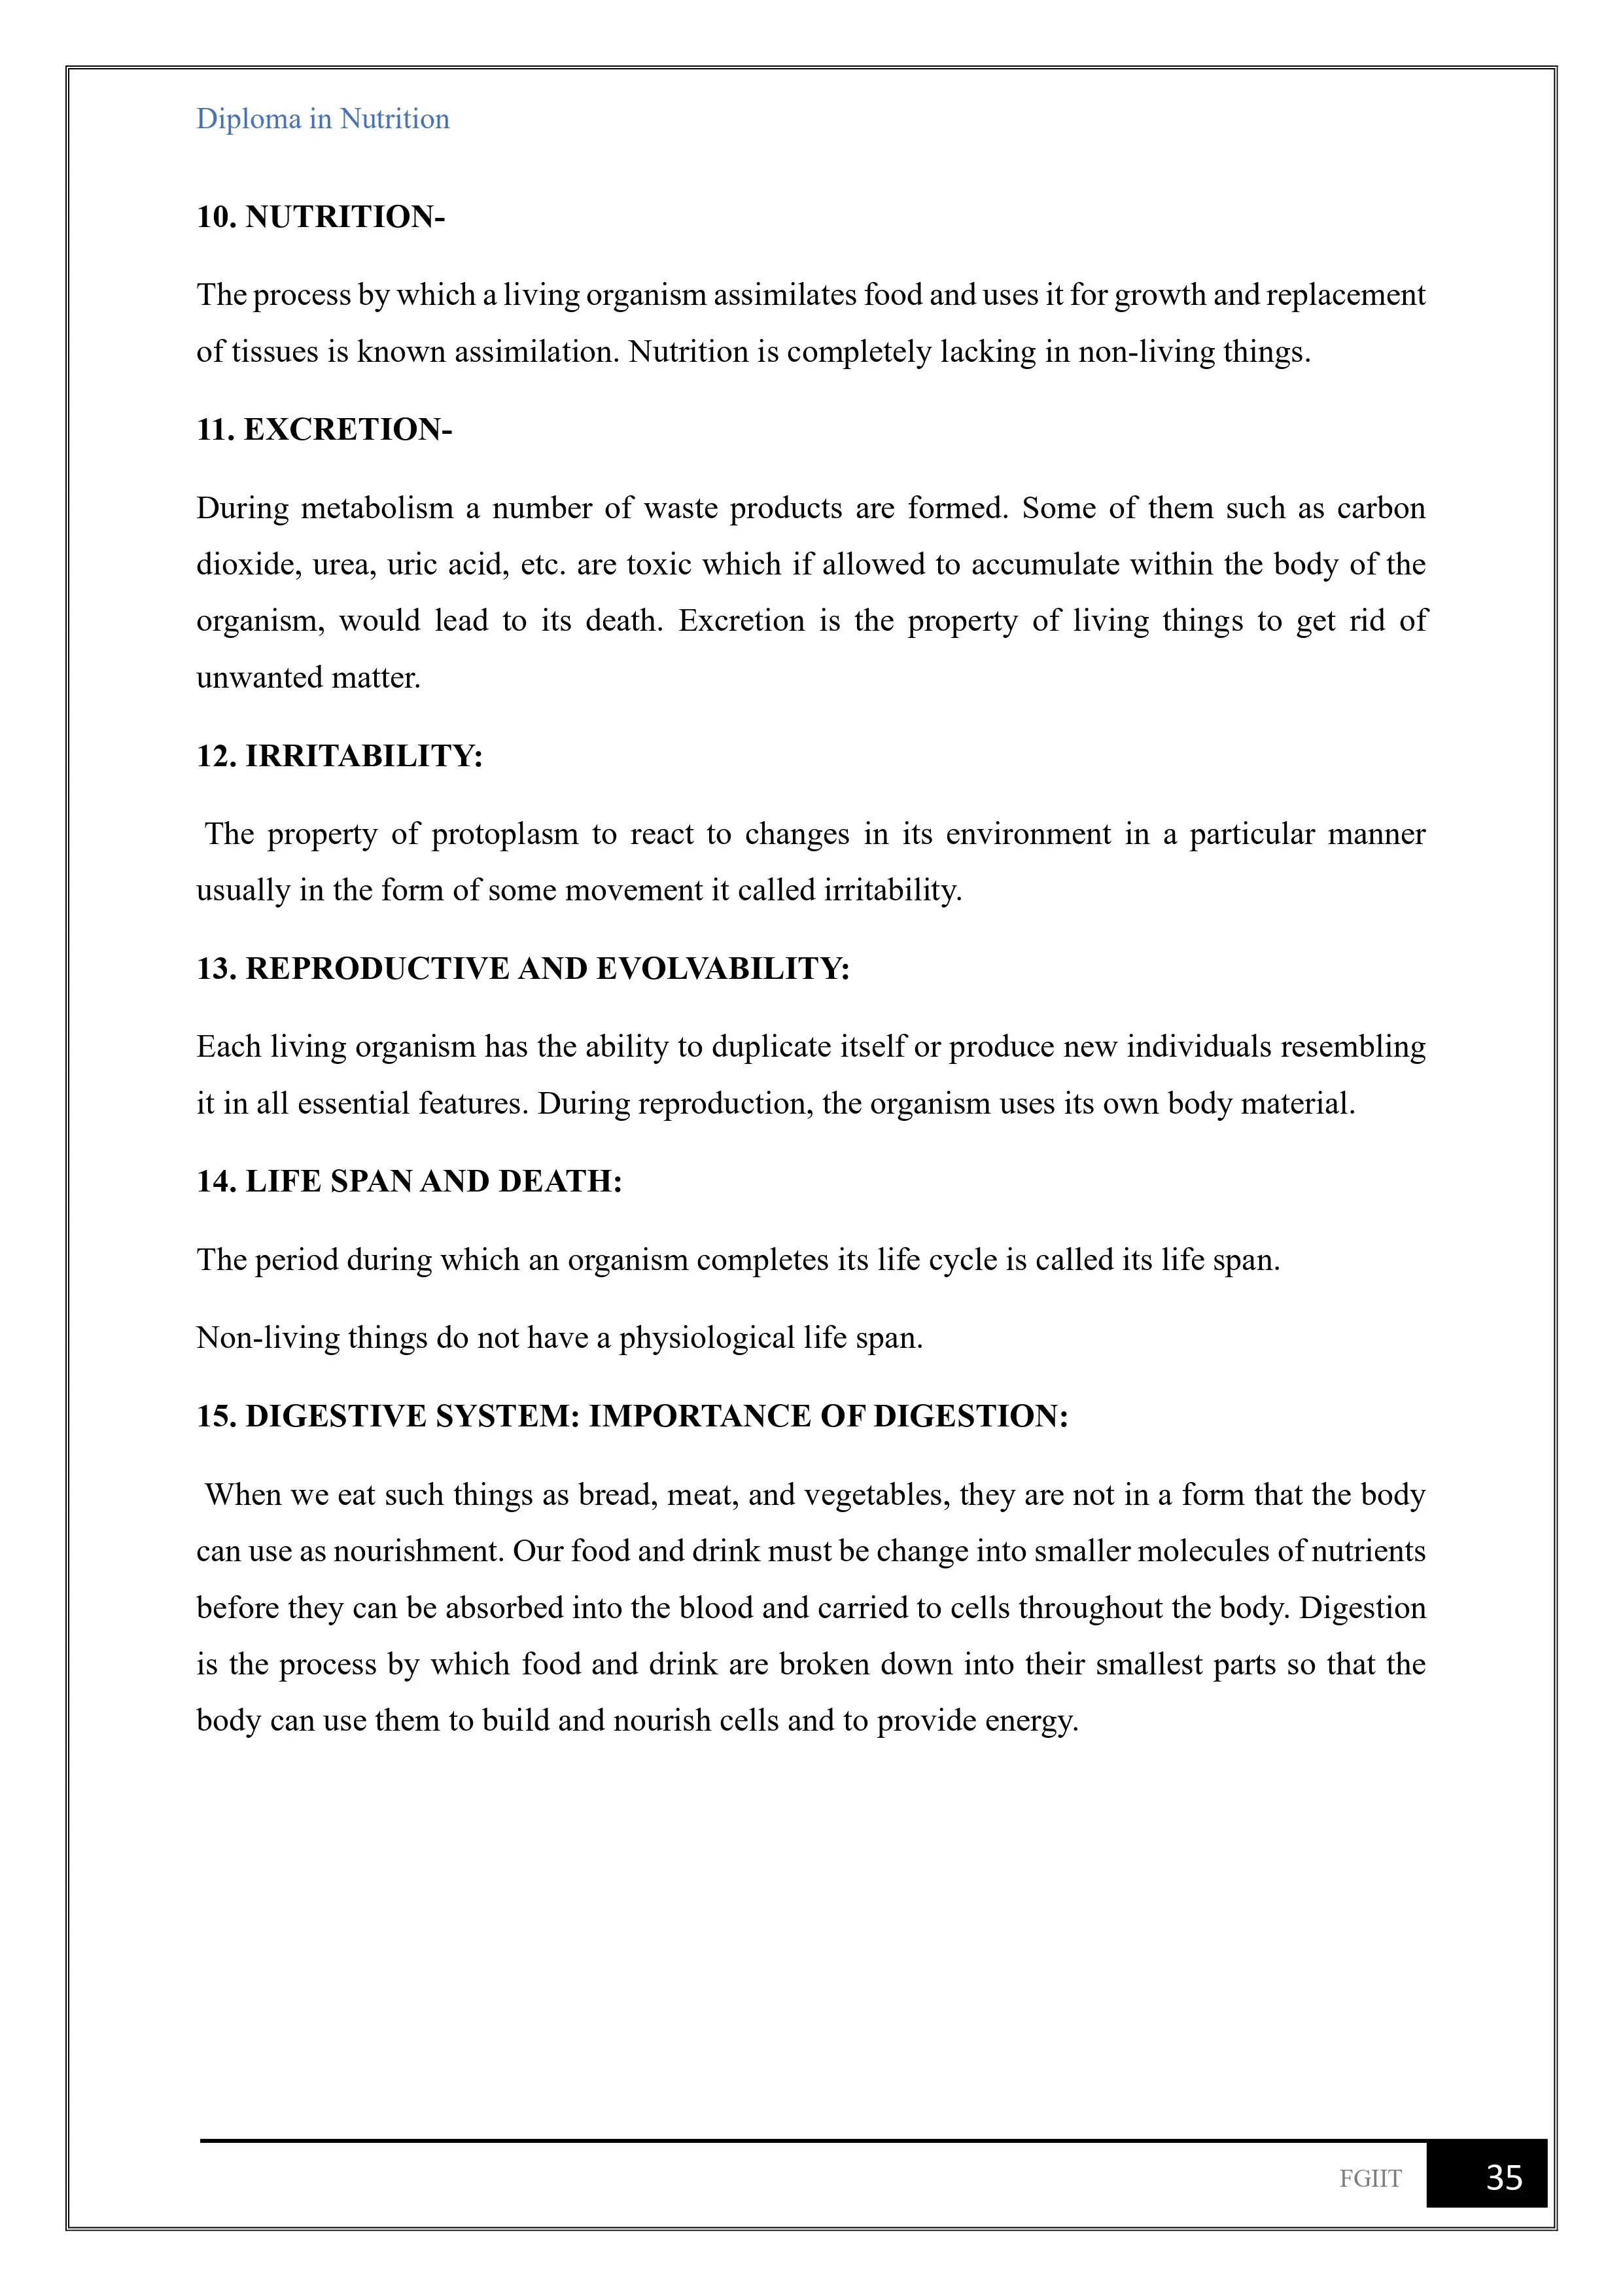 Diploma in Nutrition
10. NUTRITION-
The process by which a living organism assimilates food and uses it for growth and replacement
of tissues is known assimilation. Nutrition is completely lacking in non-living things.
11. EXCRETION-
During metabolism a number of waste products are formed. Some of them such as carbon
dioxide, urea, uric acid, etc. are toxic which if allowed to accumulate within the body of the
organism, would lead to its death. Excretion is the property of living things to get rid of
unwanted matter.
12. IRRITABILITY:
The property of protoplasm to react to changes in its environment in a particular manner
usually in the form of some movement it called irritability.
13. REPRODUCTIVE AND EVOLVABILITY:
Each living organism has the ability to duplicate itself or produce new individuals resembling
it in all essential features. During reproduction, the organism uses its own body material.
14. LIFE SPAN AND DEATH:
The period during which an organism completes its life cycle is called its life span.
Non-living things do not have a physiological life span.
15. DIGESTIVE SYSTEM: IMPORTANCE OF DIGESTION:
When we eat such things as bread, meat, and vegetables, they are not in a form that the body
can use as nourishment. Our food and drink must be change into smaller molecules of nutrients
before they can be absorbed into the blood and carried to cells throughout the body. Digestion
is the process by which food and drink are broken down into their smallest parts so that the
body can use them to build and nourish cells and to provide energy.
FGIIT 35